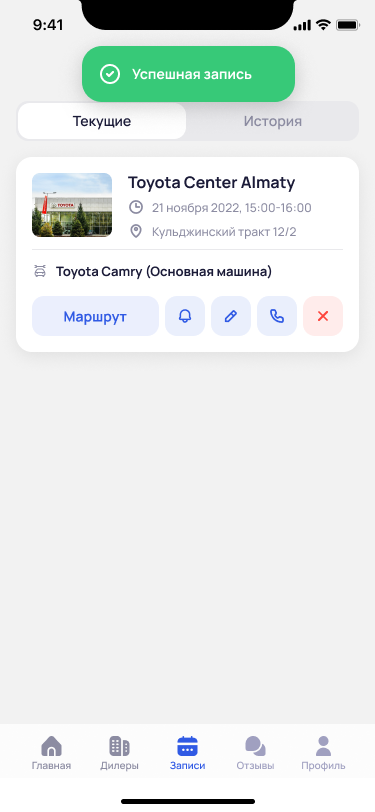 9:41
Успешная запись
Текущие
История
Toyota Center Almaty
21 ноября 2022, 15:00-16:00
Кульджинский тракт 12/2
Toyota Camry (Основная машина)
Маршрут
Главная
Дилеры
Записи
Отзывы
Профиль